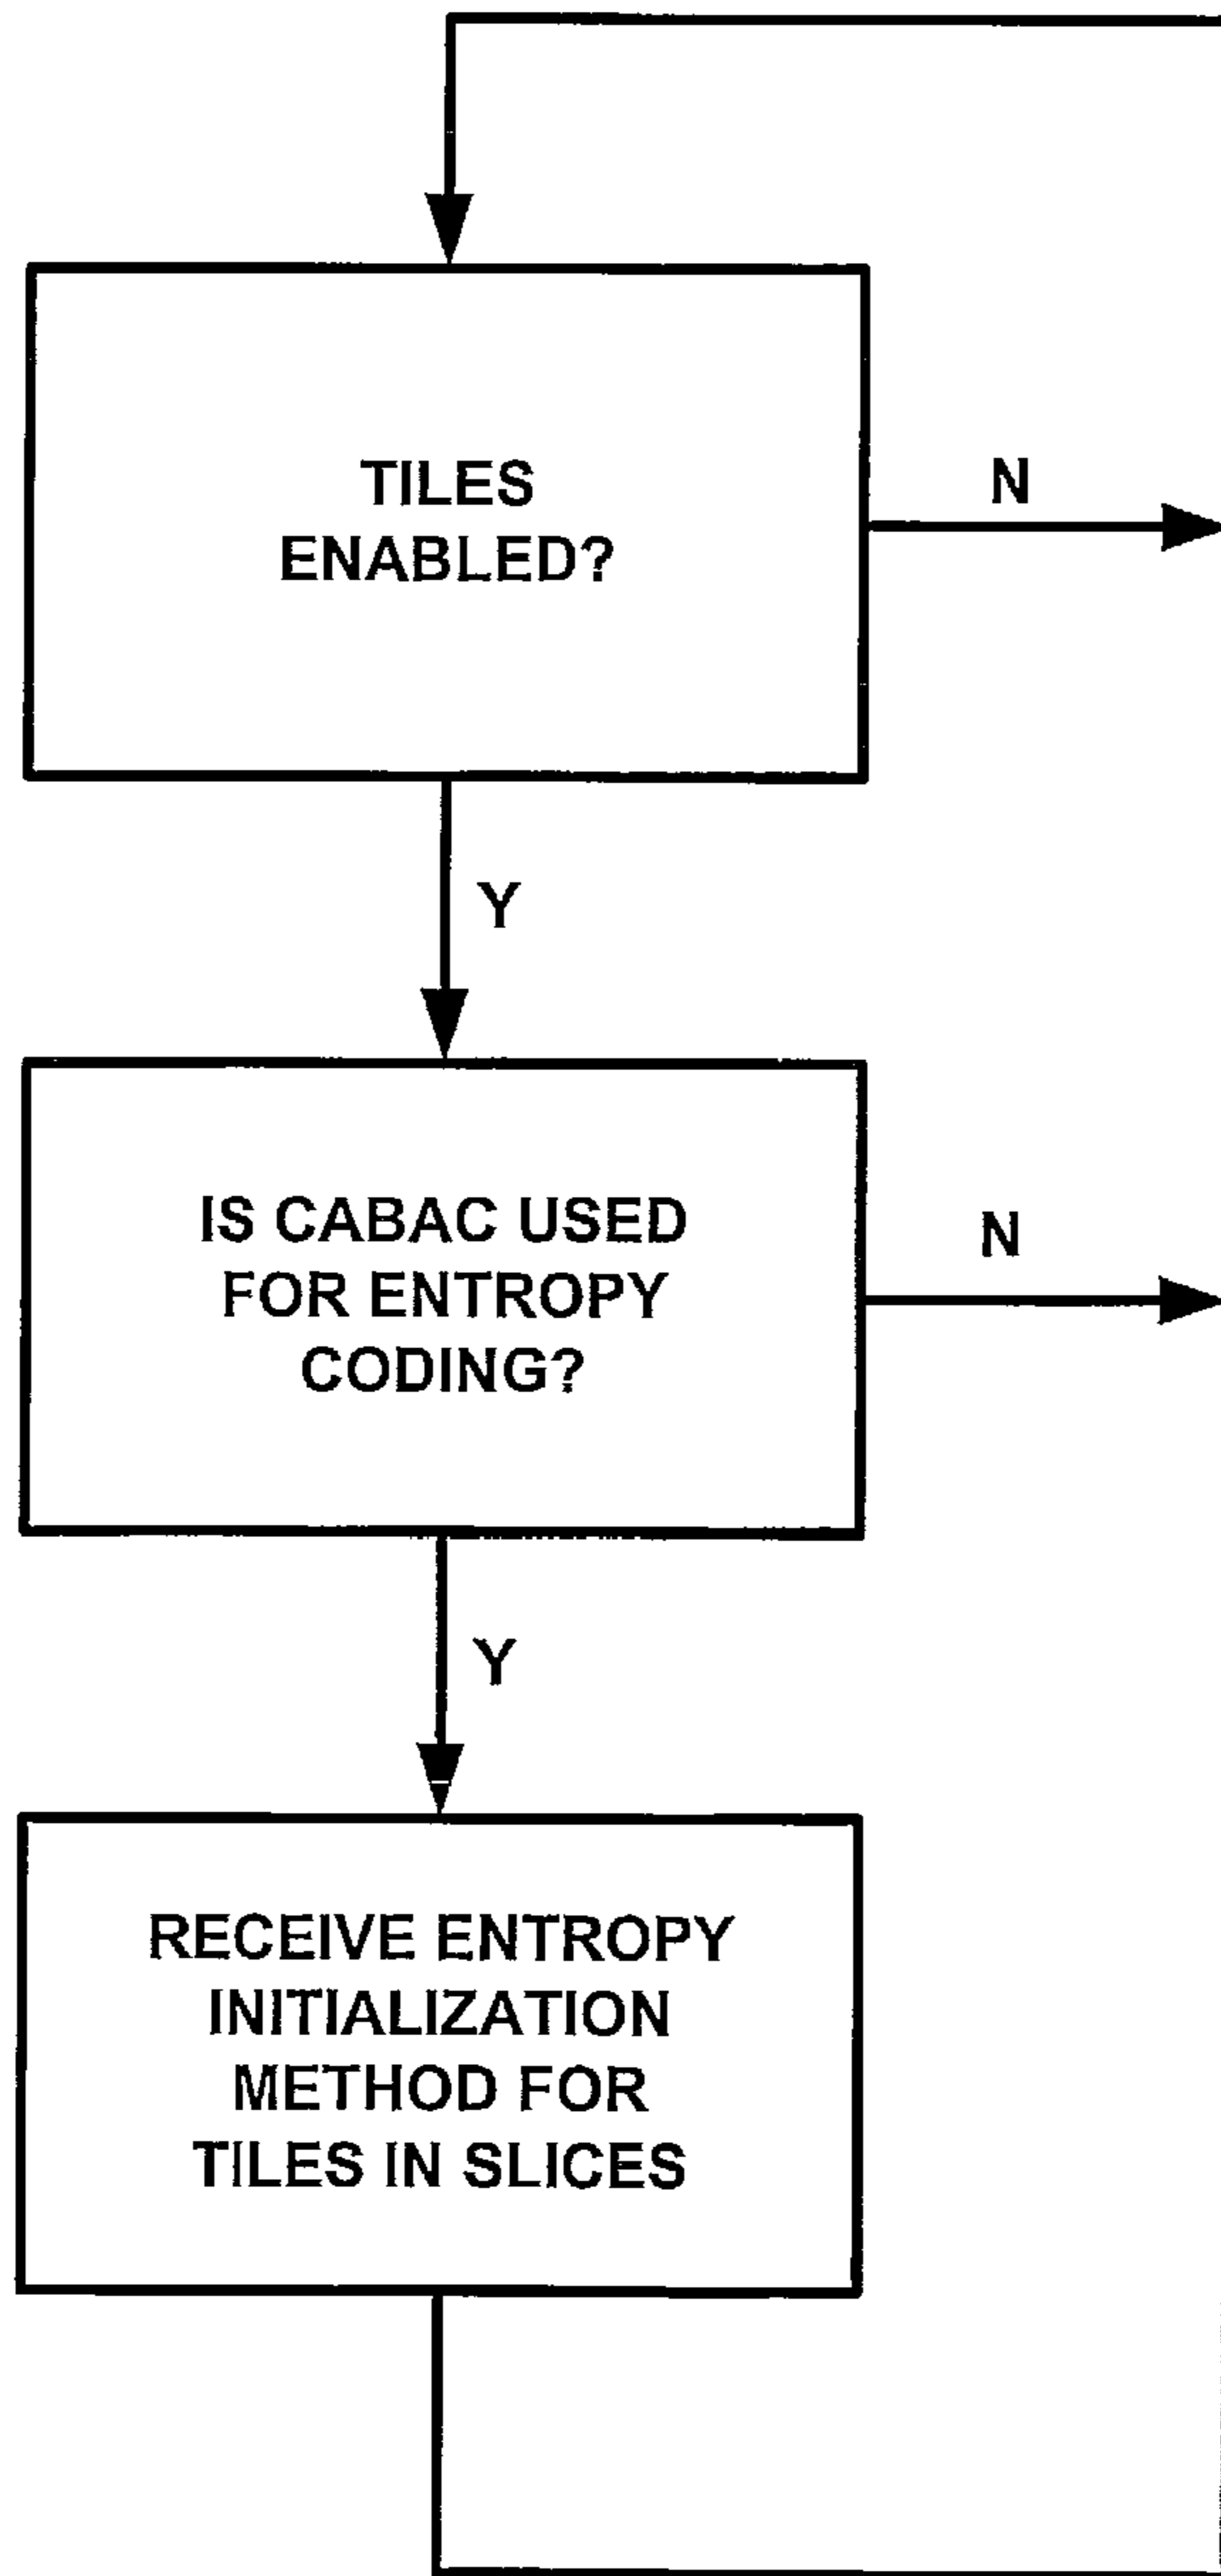 TILES
ENABLED?
N
Y
IS CABAC USED
FOR ENTROPY
CODING?
N
Y
RECEIVE ENTROPY
INITIALIZATION
METHOD FOR
TILES IN SLICES